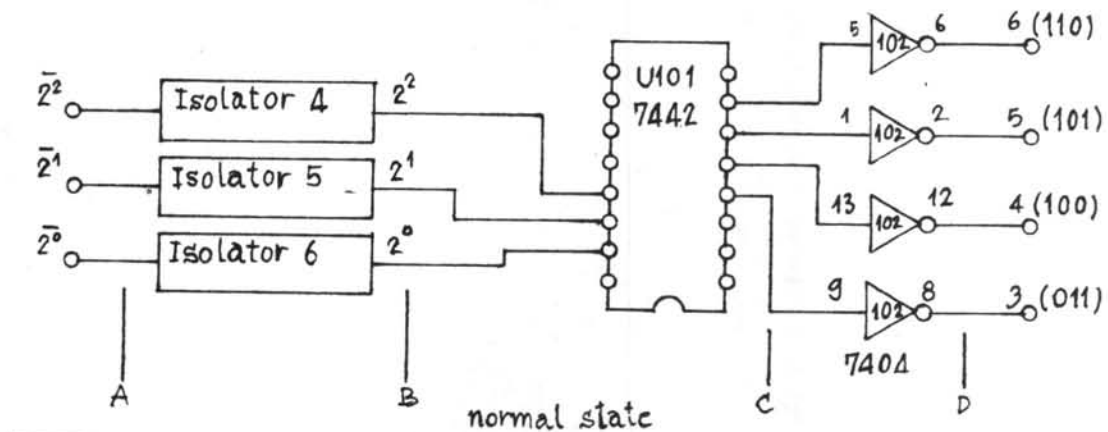 5 6 6 (110)
102
U101
7442
2̄² Isolator 4 2²
1 2 5 (101)
102
2̄¹ Isolator 5 2¹
13 12 4 (100)
102
2̄⁰ Isolator 6 2⁰
9 8 3 (011)
102
7404
A B C D
normal state